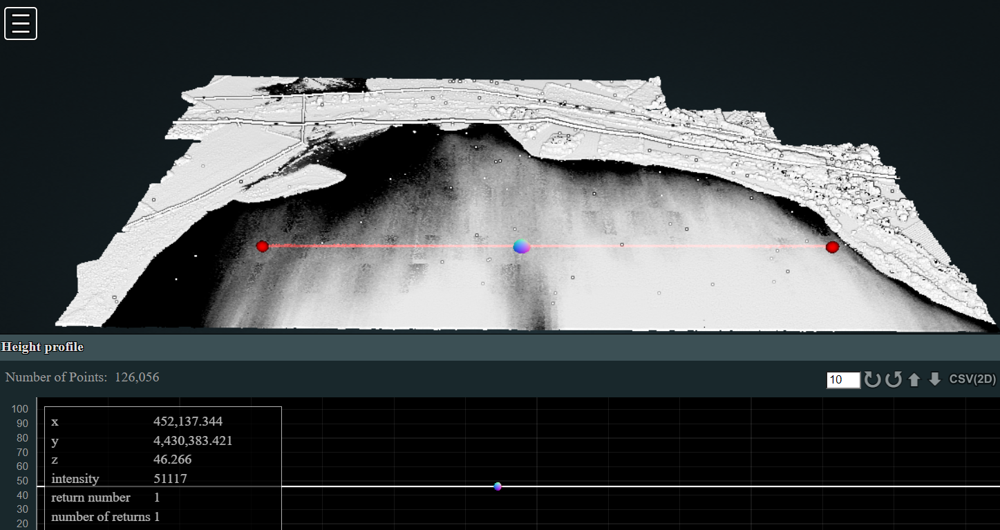 Height profile
Number of Points: 126,056
10 CSV(2D)
100
90
80
70
60
50
40
30
20
x 452,137.344
y 4,430,383.421
z 46.266
intensity 51117
return number 1
number of returns 1